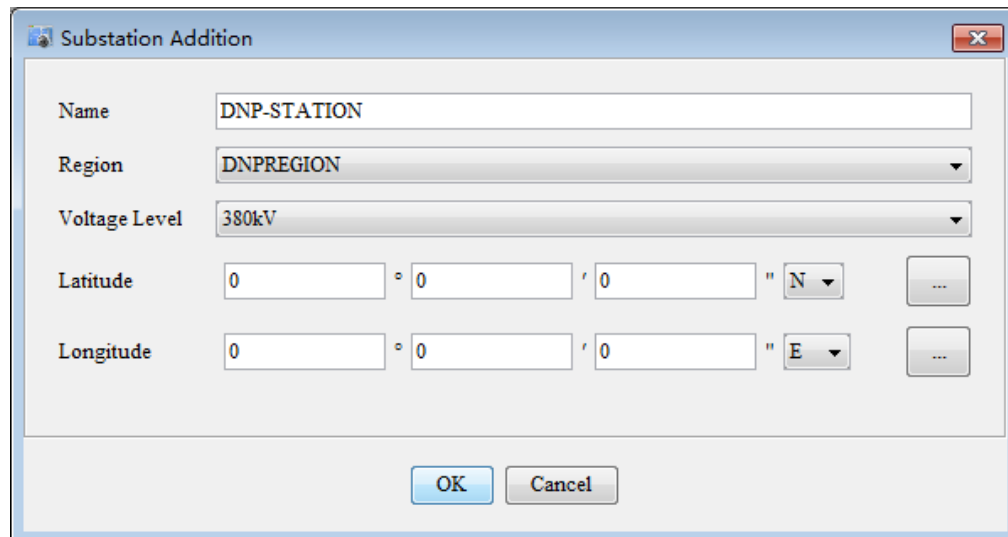 Substation Addition
Name DNP-STATION
Region DNPREGION
Voltage Level 380kV
Latitude 0 ° 0 ′ 0 " N ...
Longitude 0 ° 0 ′ 0 " E ...
OK Cancel